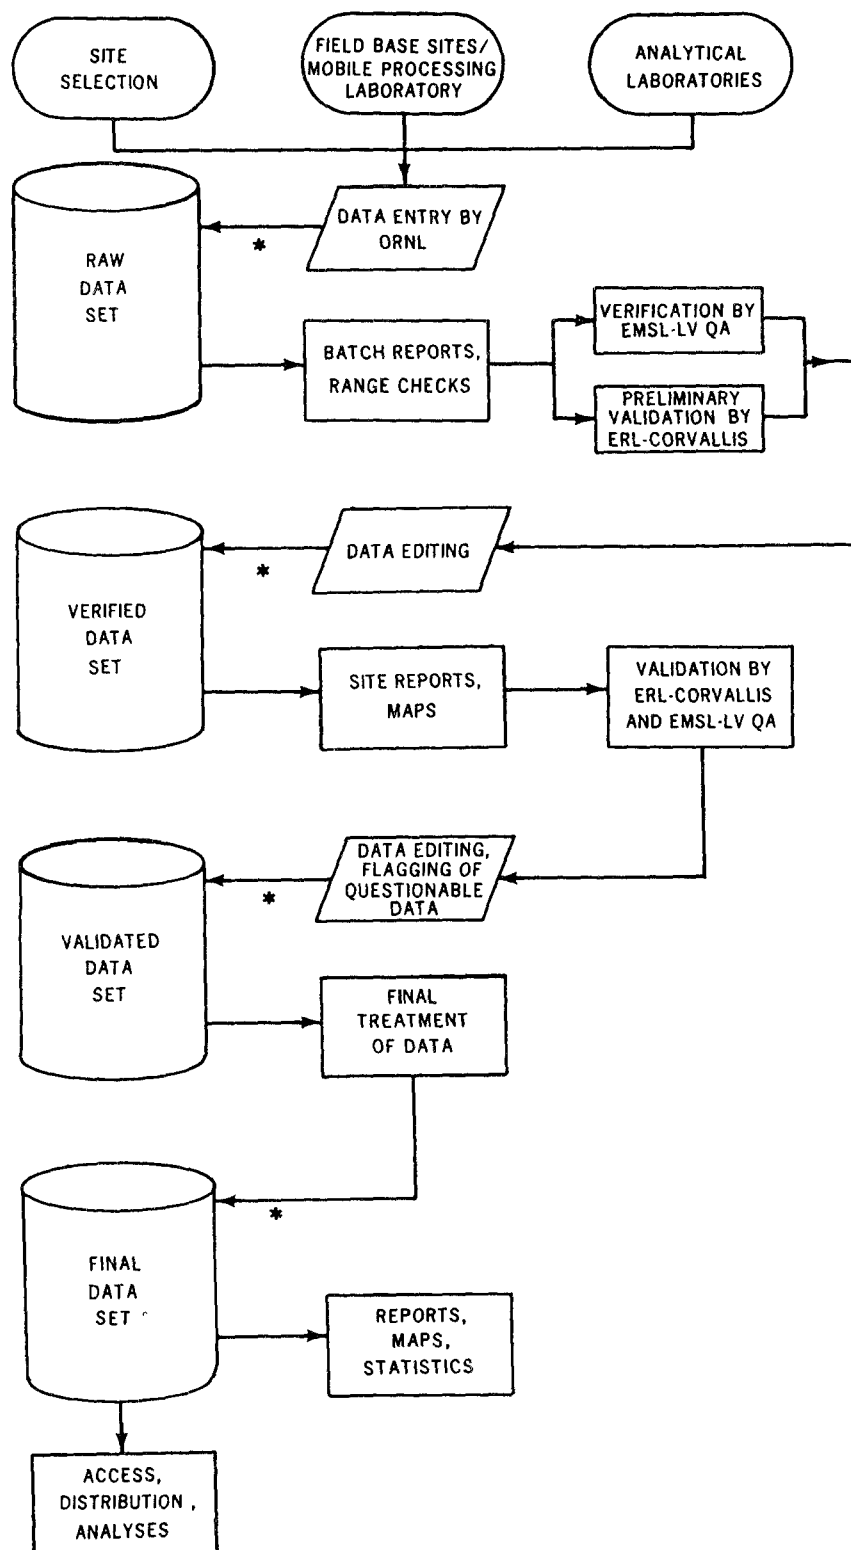 SITE
SELECTION
FIELD BASE SITES/
MOBILE PROCESSING
LABORATORY
ANALYTICAL
LABORATORIES
DATA ENTRY BY
ORNL
*
RAW
DATA
SET
BATCH REPORTS,
RANGE CHECKS
VERIFICATION BY
EMSL-LV QA
PRELIMINARY
VALIDATION BY
ERL-CORVALLIS
DATA EDITING
*
VERIFIED
DATA
SET
SITE REPORTS,
MAPS
VALIDATION BY
ERL-CORVALLIS
AND EMSL-LV QA
DATA EDITING,
FLAGGING OF
QUESTIONABLE
DATA
*
VALIDATED
DATA
SET
FINAL
TREATMENT
OF DATA
*
FINAL
DATA
SET
REPORTS,
MAPS,
STATISTICS
ACCESS,
DISTRIBUTION,
ANALYSES